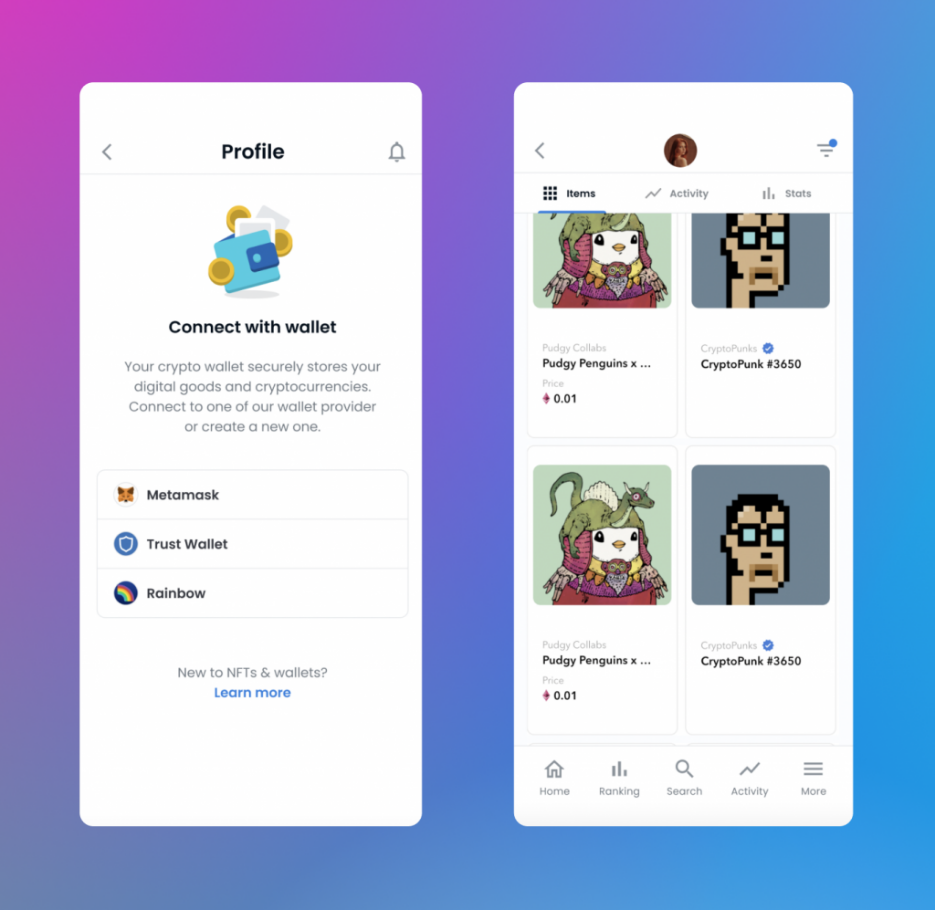 Profile
Connect with wallet
Your crypto wallet securely stores your
digital goods and cryptocurrencies.
Connect to one of our wallet provider
or create a new one.
Metamask
Trust Wallet
Rainbow
New to NFTs & wallets?
Learn more
Items Activity Stats
Pudgy Collabs
Pudgy Penguins x ...
Price
0.01
CryptoPunks
CryptoPunk #3650
Pudgy Collabs
Pudgy Penguins x ...
Price
0.01
CryptoPunks
CryptoPunk #3650
Home Ranking Search Activity More